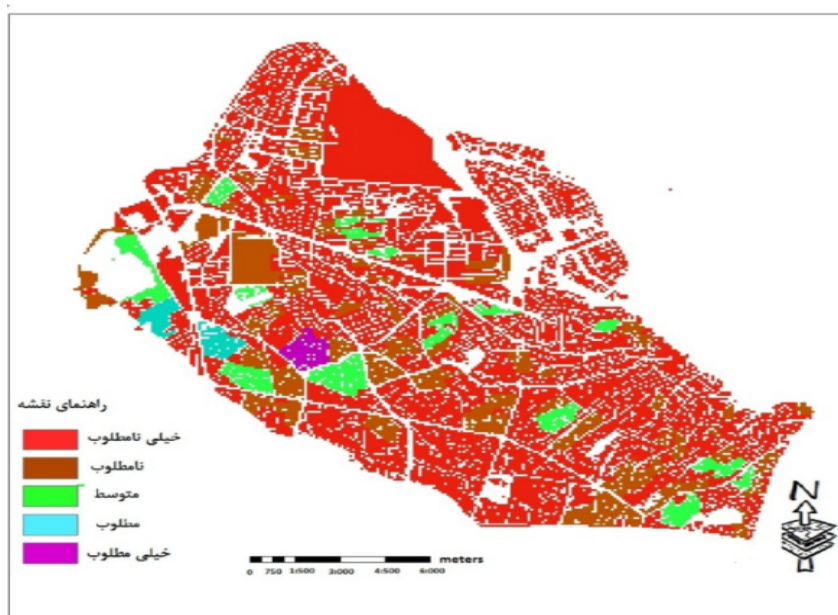 راهنمای نقشه
خیلی نامطلوب
نامطلوب
متوسط
مطلوب
خیلی مطلوب
N
meters
0 750 1:500 3:000 4:500 6:000